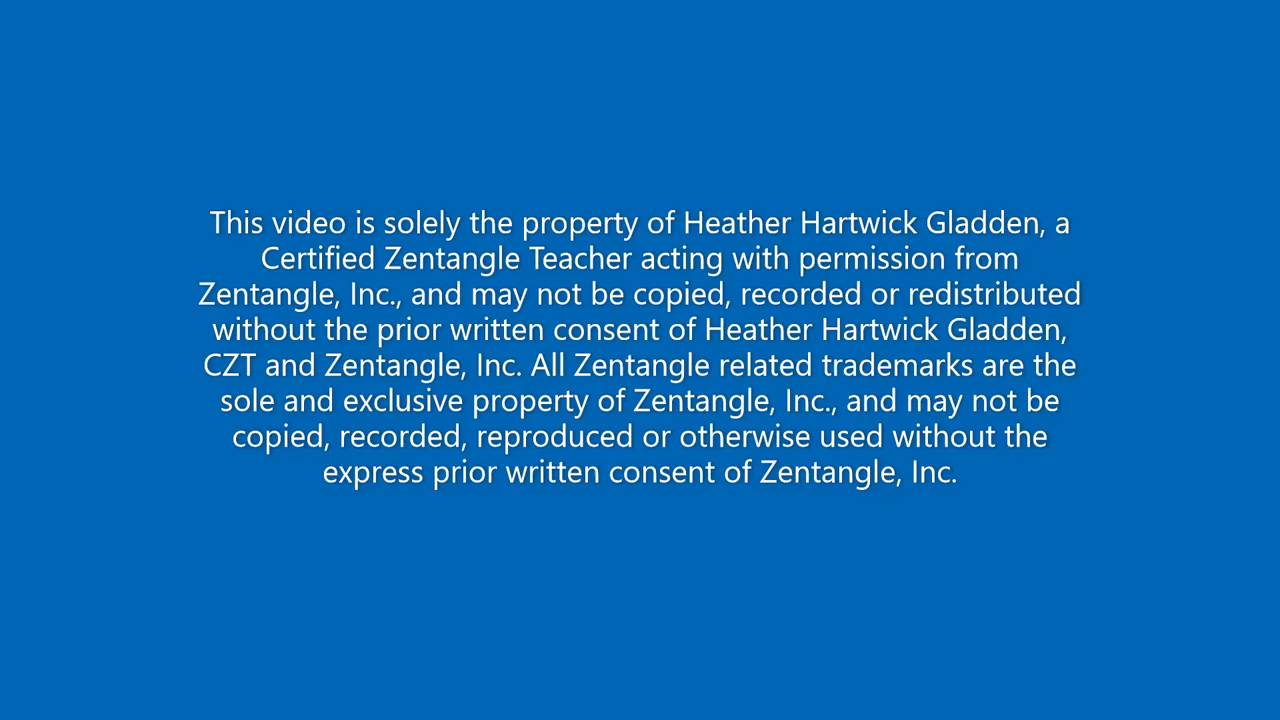 This video is solely the property of Heather Hartwick Gladden, a
Certified Zentangle Teacher acting with permission from
Zentangle, Inc., and may not be copied, recorded or redistributed
without the prior written consent of Heather Hartwick Gladden,
CZT and Zentangle, Inc. All Zentangle related trademarks are the
sole and exclusive property of Zentangle, Inc., and may not be
copied, recorded, reproduced or otherwise used without the
express prior written consent of Zentangle, Inc.